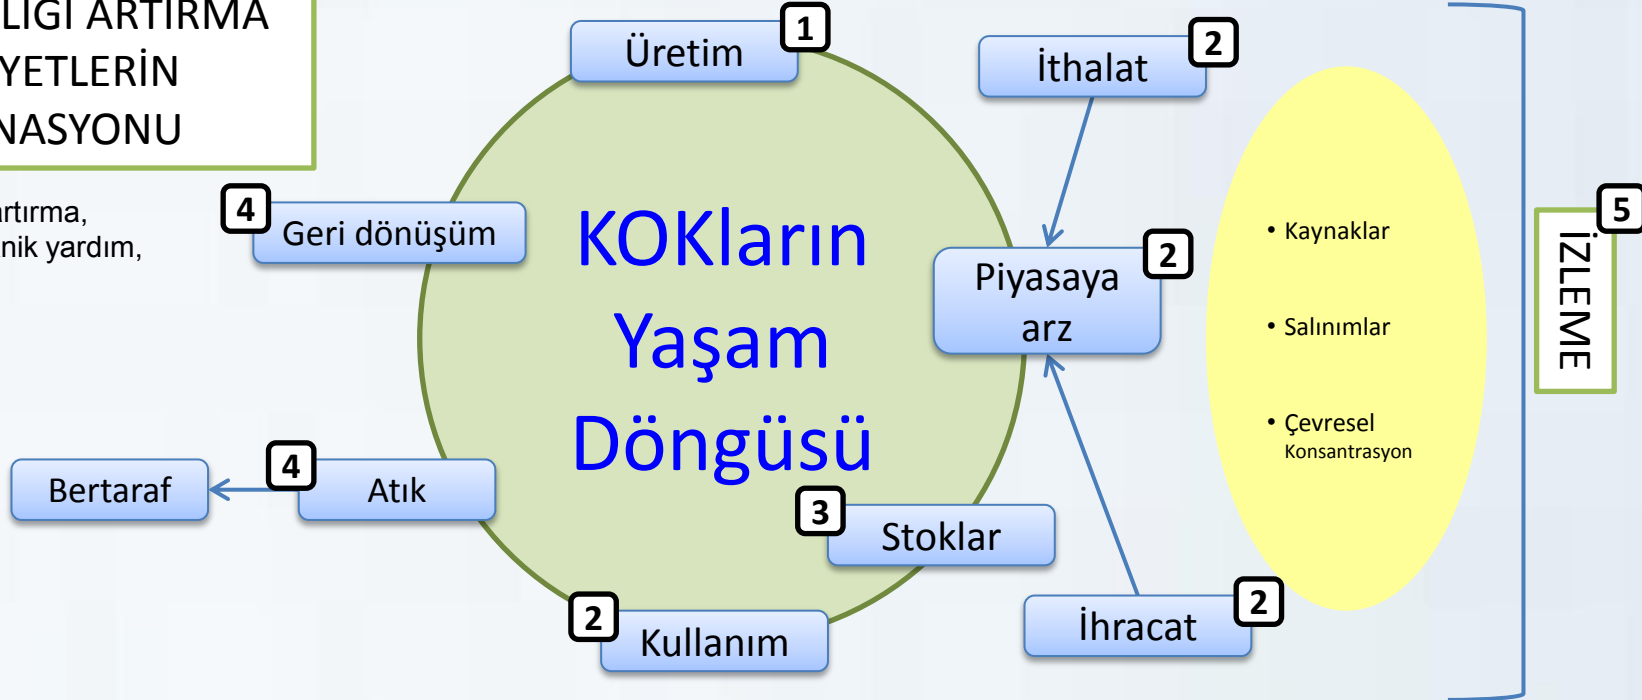 LIĞI ARTIRMA
YETLERİN
NASYONU
artırma,
nik yardım,
1
Üretim
2
İthalat
4
Geri dönüşüm
KOKların
Yaşam
Döngüsü
2
Piyasaya
arz
• Kaynaklar
• Salınımlar
• Çevresel
Konsantrasyon
5
İZLEME
Bertaraf
4
Atık
3
Stoklar
2
Kullanım
2
İhracat